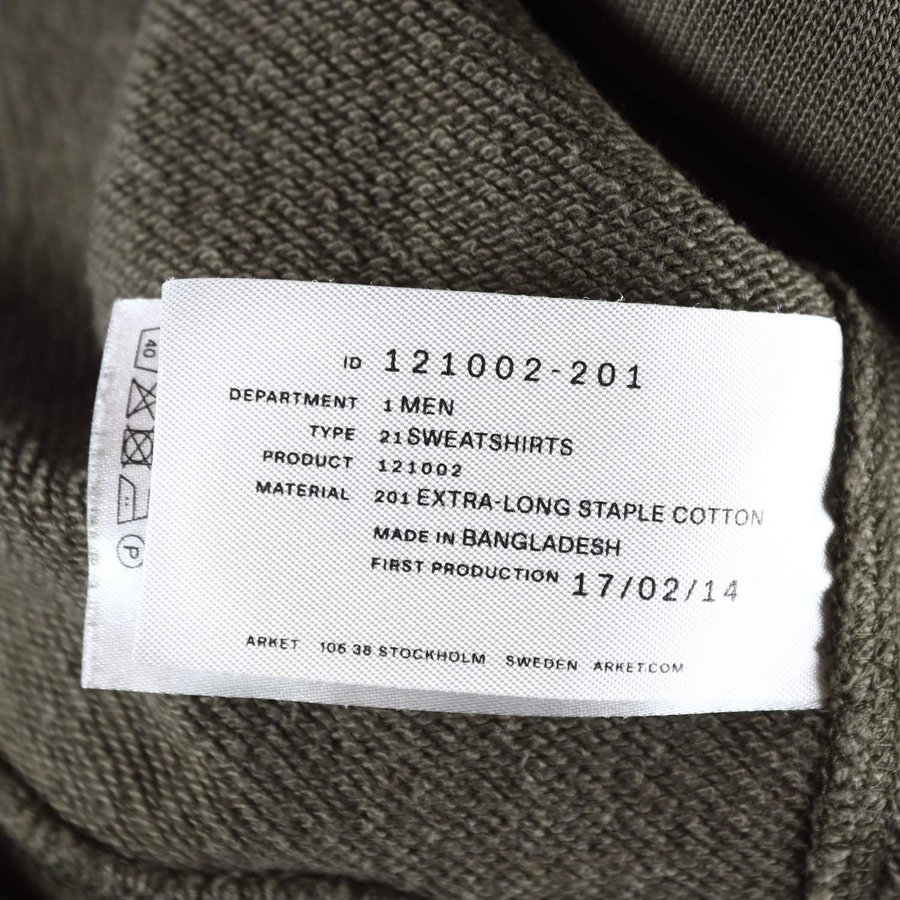 ID 121002-201
DEPARTMENT 1 MEN
TYPE 21 SWEATSHIRTS
PRODUCT 121002
MATERIAL 201 EXTRA-LONG STAPLE COTTON
MADE IN BANGLADESH
FIRST PRODUCTION 17/02/14
ARKET 106 38 STOCKHOLM SWEDEN ARKET.COM
40
P